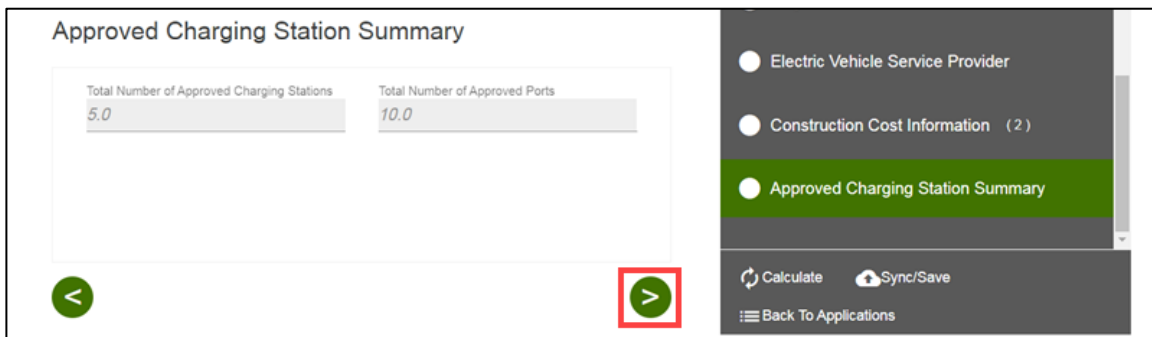 Approved Charging Station Summary
Total Number of Approved Charging Stations
5.0
Total Number of Approved Ports
10.0
<
>
Electric Vehicle Service Provider
Construction Cost Information (2)
Approved Charging Station Summary
Calculate
Sync/Save
Back To Applications